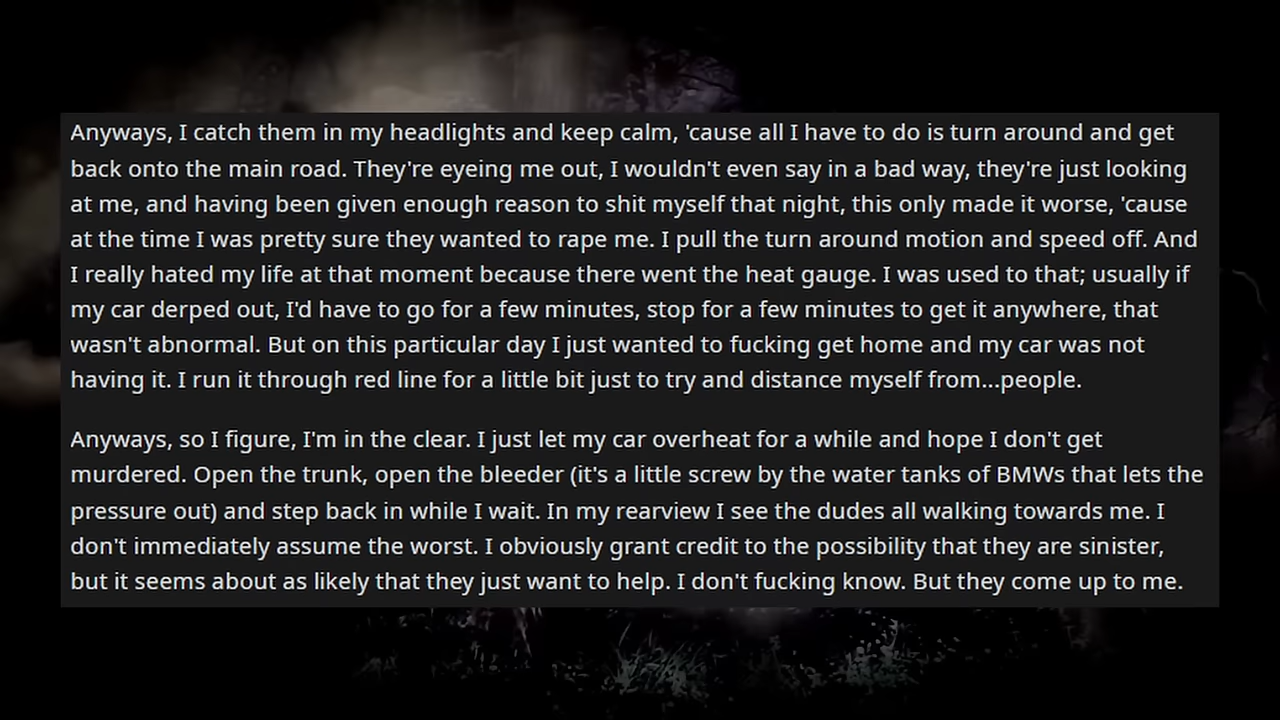 Anyways, I catch them in my headlights and keep calm, 'cause all I have to do is turn around and get
back onto the main road. They're eyeing me out, I wouldn't even say in a bad way, they're just looking
at me, and having been given enough reason to shit myself that night, this only made it worse, 'cause
at the time I was pretty sure they wanted to rape me. I pull the turn around motion and speed off. And
I really hated my life at that moment because there went the heat gauge. I was used to that; usually if
my car derped out, I'd have to go for a few minutes, stop for a few minutes to get it anywhere, that
wasn't abnormal. But on this particular day I just wanted to fucking get home and my car was not
having it. I run it through red line for a little bit just to try and distance myself from...people.
Anyways, so I figure, I'm in the clear. I just let my car overheat for a while and hope I don't get
murdered. Open the trunk, open the bleeder (it's a little screw by the water tanks of BMWs that lets the
pressure out) and step back in while I wait. In my rearview I see the dudes all walking towards me. I
don't immediately assume the worst. I obviously grant credit to the possibility that they are sinister,
but it seems about as likely that they just want to help. I don't fucking know. But they come up to me.